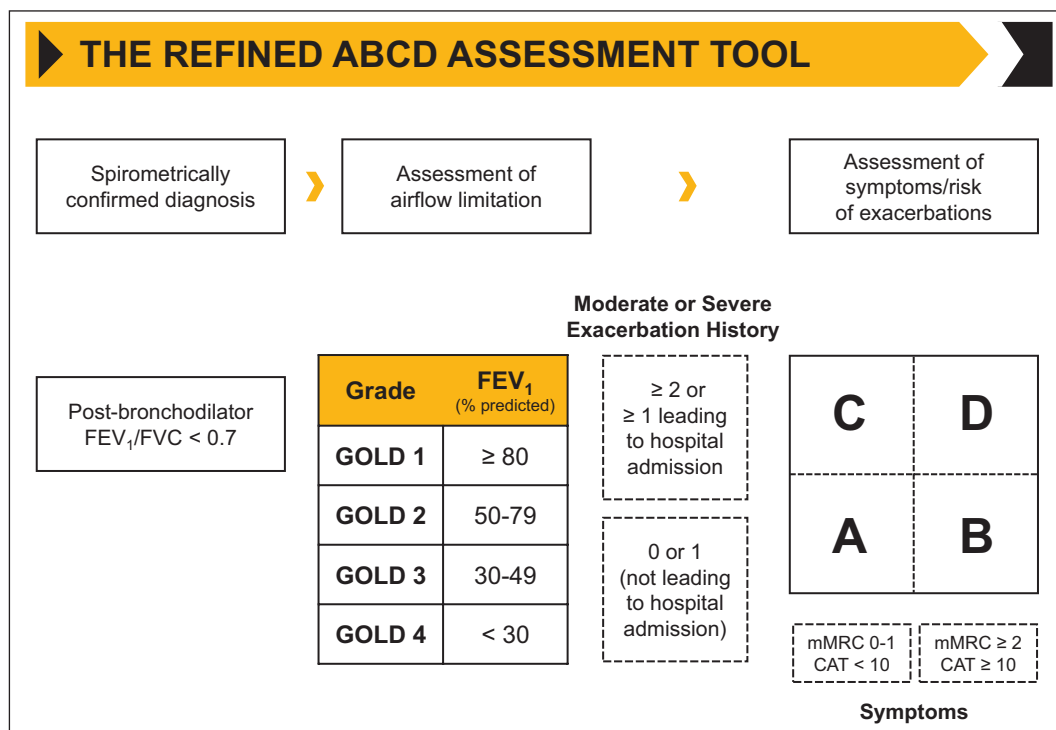 THE REFINED ABCD ASSESSMENT TOOL
Spirometrically
confirmed diagnosis
Assessment of
airflow limitation
Assessment of
symptoms/risk
of exacerbations
Post-bronchodilator
FEV₁/FVC < 0.7
Grade FEV₁
(% predicted)
GOLD 1 ≥ 80
GOLD 2 50-79
GOLD 3 30-49
GOLD 4 < 30
Moderate or Severe
Exacerbation History
≥ 2 or
≥ 1 leading
to hospital
admission
0 or 1
(not leading
to hospital
admission)
C D
A B
mMRC 0-1
CAT < 10
mMRC ≥ 2
CAT ≥ 10
Symptoms